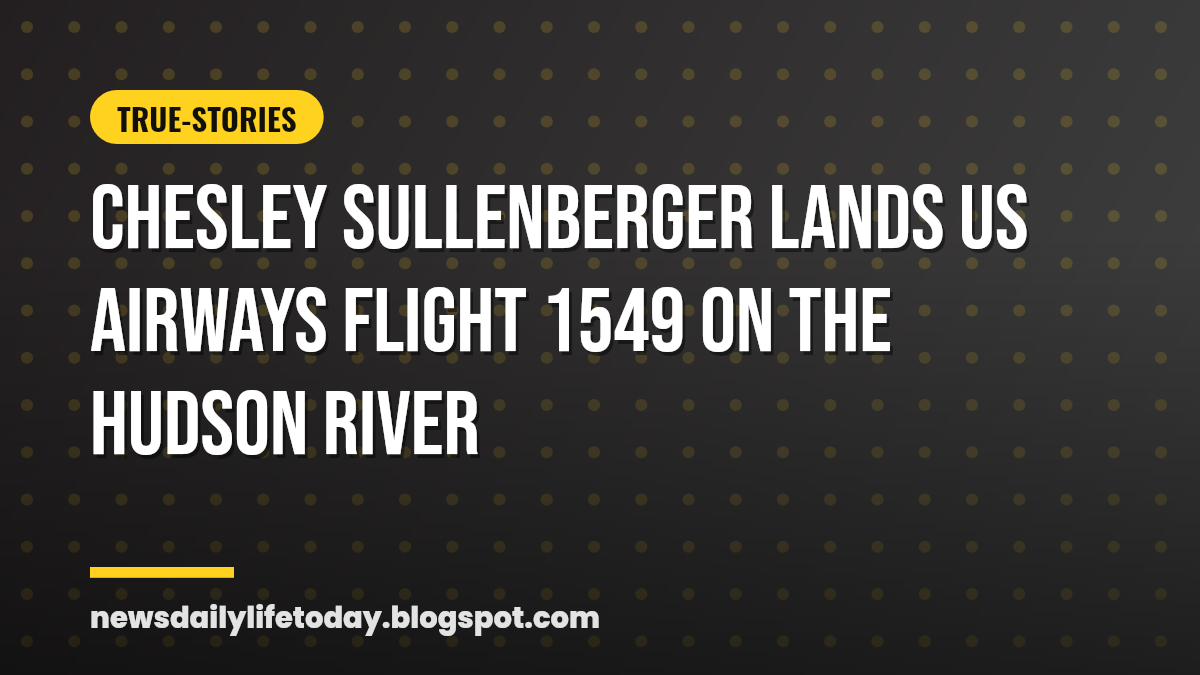 TRUE-STORIES
CHESLEY SULLENBERGER LANDS US
AIRWAYS FLIGHT 1549 ON THE
HUDSON RIVER
newsdailylifetoday.blogspot.com